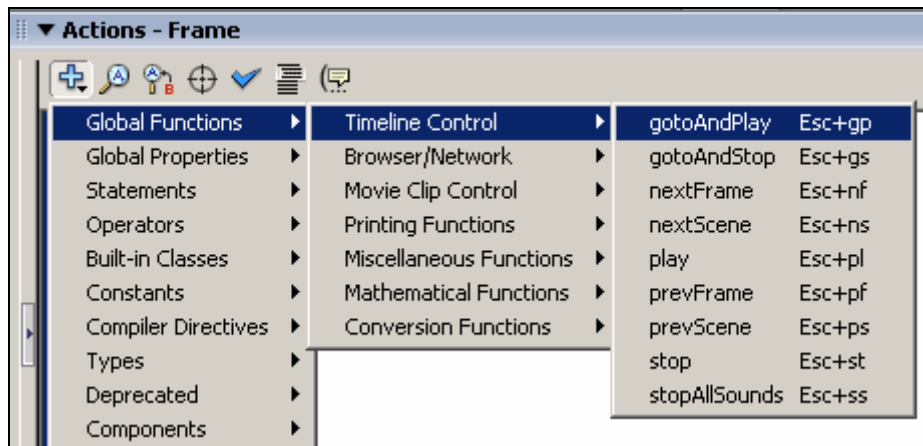 Actions - Frame
Global Functions
Global Properties
Statements
Operators
Built-in Classes
Constants
Compiler Directives
Types
Deprecated
Components
Timeline Control
Browser/Network
Movie Clip Control
Printing Functions
Miscellaneous Functions
Mathematical Functions
Conversion Functions
gotoAndPlay Esc+gp
gotoAndStop Esc+gs
nextFrame Esc+nf
nextScene Esc+ns
play Esc+pl
prevFrame Esc+pf
prevScene Esc+ps
stop Esc+st
stopAllSounds Esc+ss